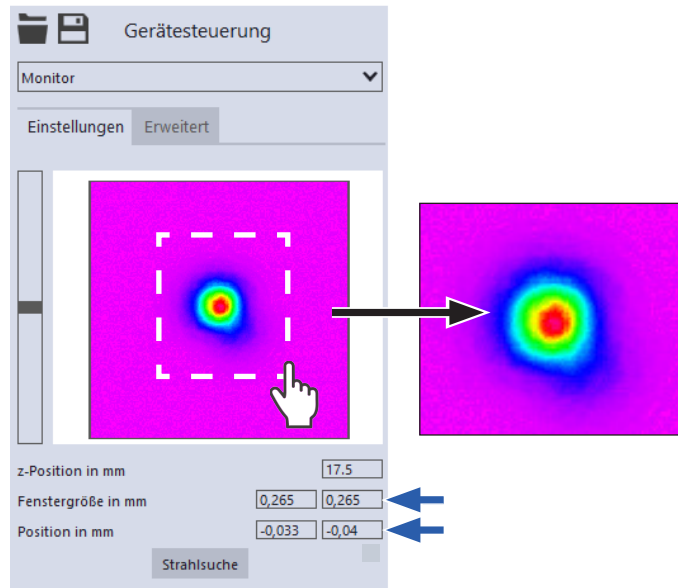 Gerätesteuerung
Monitor
Einstellungen Erweitert
z-Position in mm 17.5
Fenstergröße in mm 0,265 0,265
Position in mm -0,033 -0,04
Strahlsuche